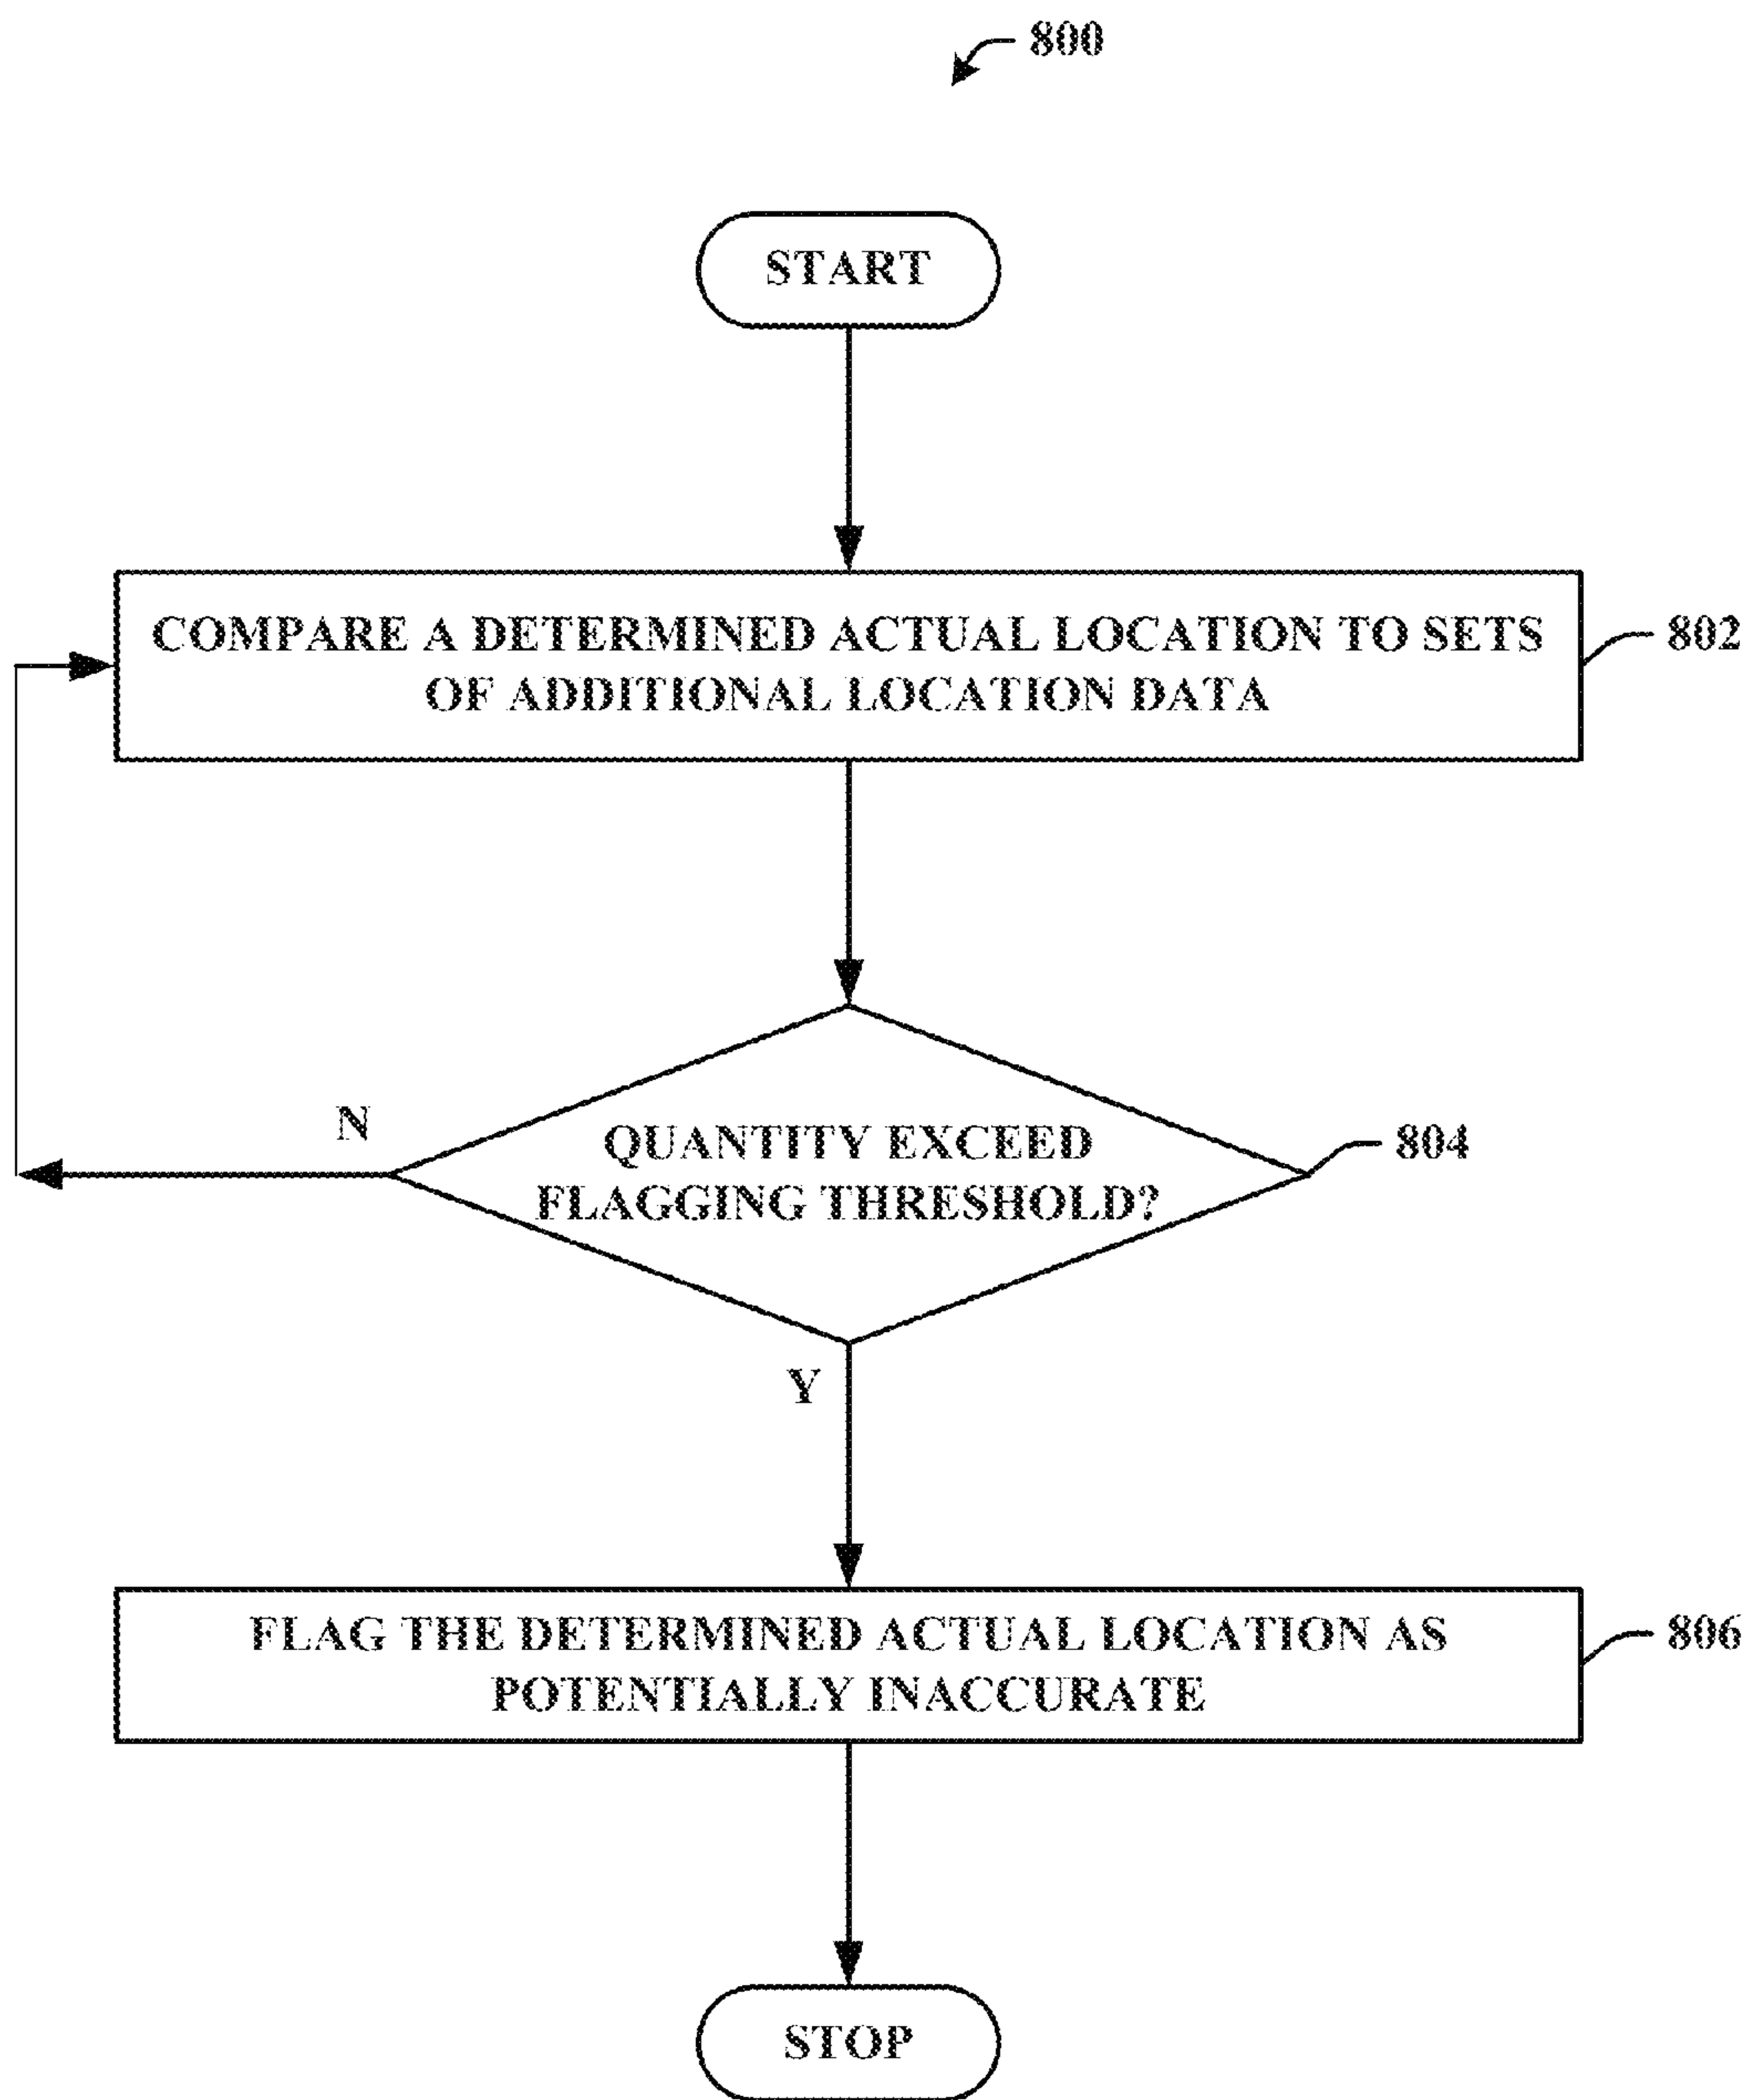 800
START
COMPARE A DETERMINED ACTUAL LOCATION TO SETS
OF ADDITIONAL LOCATION DATA
802
N
QUANTITY EXCEED
FLAGGING THRESHOLD?
804
Y
FLAG THE DETERMINED ACTUAL LOCATION AS
POTENTIALLY INACCURATE
806
STOP